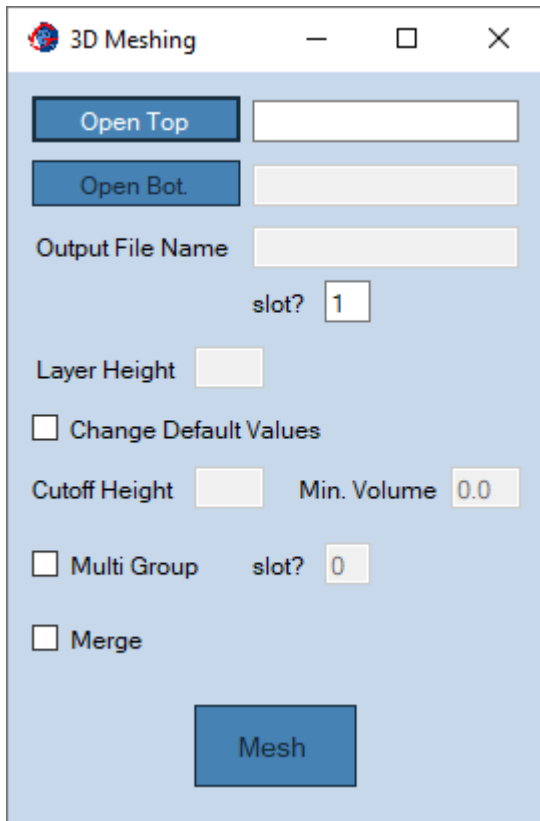 3D Meshing
Open Top
Open Bot.
Output File Name
slot? 1
Layer Height
Change Default Values
Cutoff Height Min. Volume 0.0
Multi Group slot? 0
Merge
Mesh